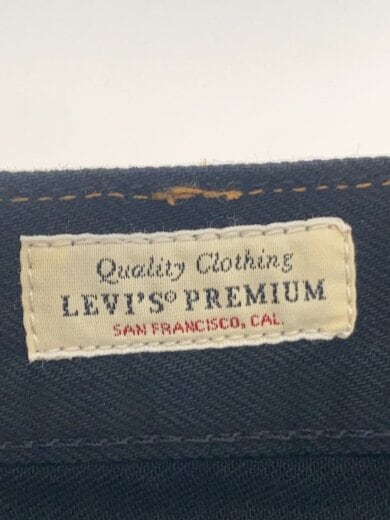 Quality Clothing
LEVI'S® PREMIUM
SAN FRANCISCO, CAL.